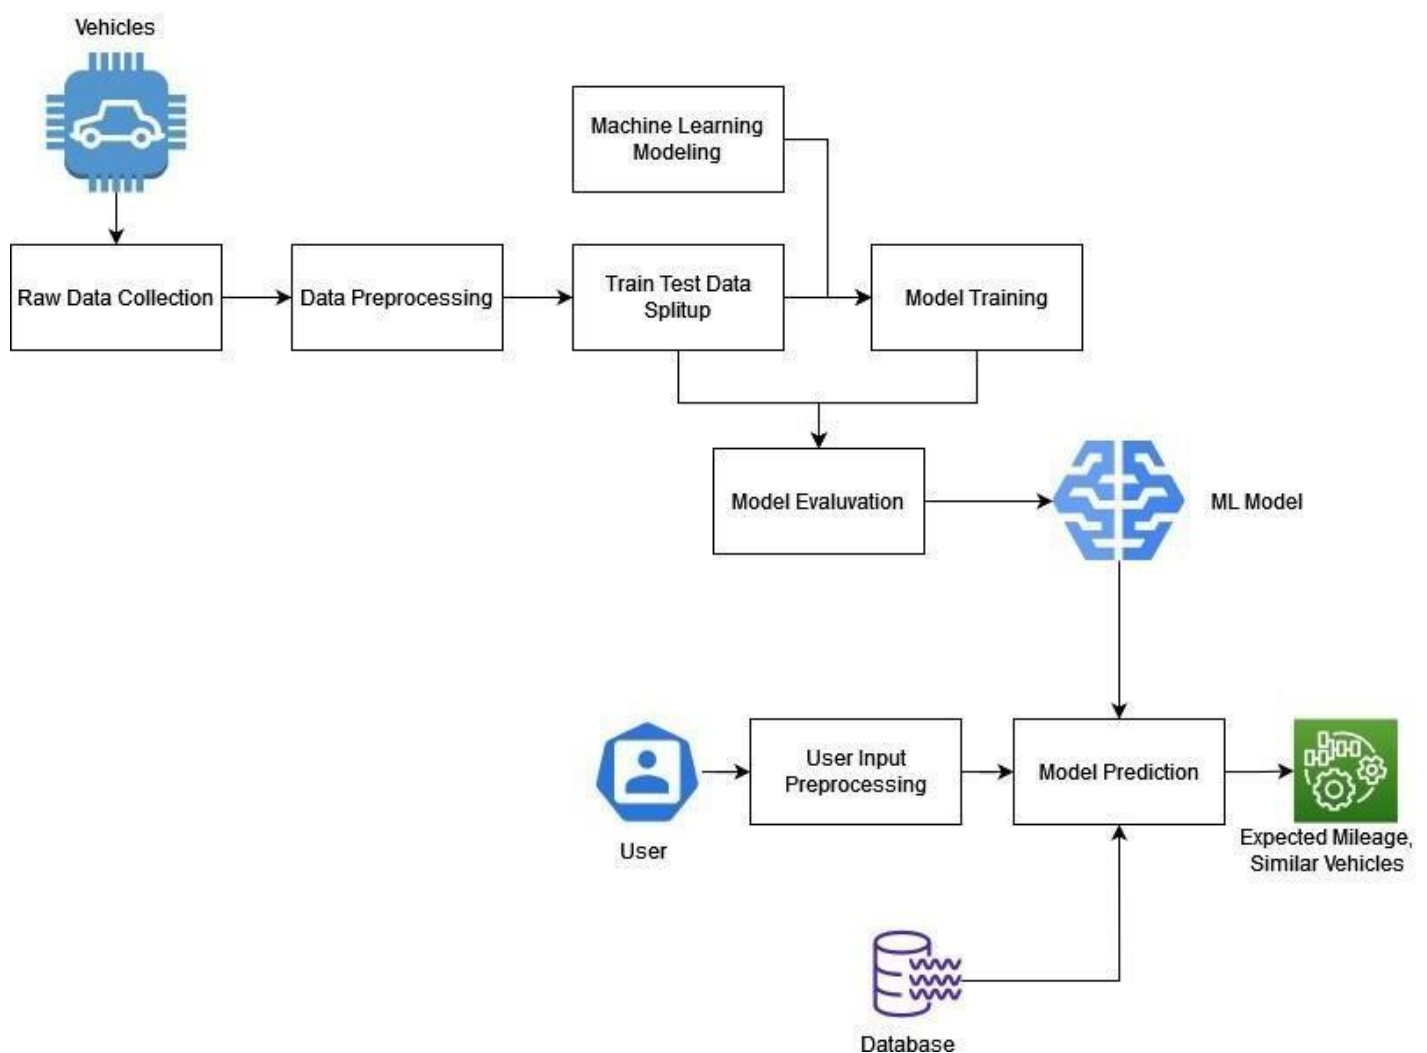 Vehicles
Machine Learning
Modeling
Raw Data Collection
Data Preprocessing
Train Test Data
Splitup
Model Training
Model Evaluvation
ML Model
User Input
Preprocessing
Model Prediction
User
Expected Mileage,
Similar Vehicles
Database